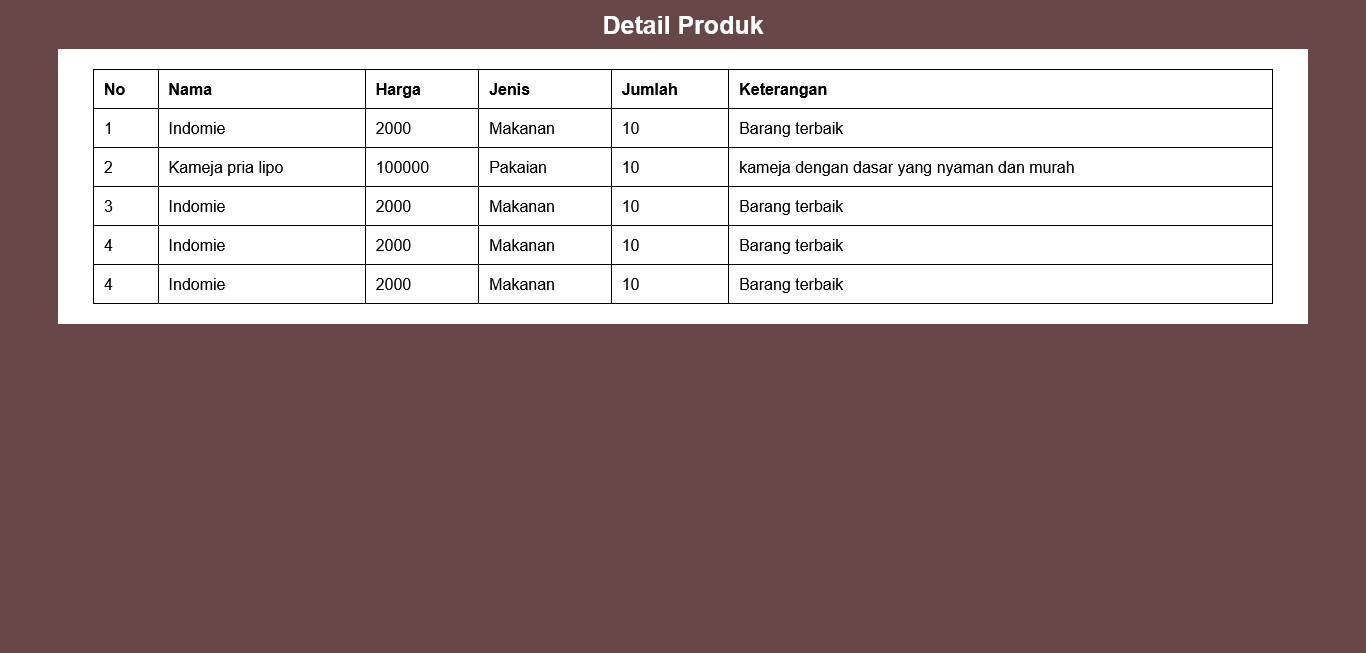 Detail Produk
No Nama Harga Jenis Jumlah Keterangan
1 Indomie 2000 Makanan 10 Barang terbaik
2 Kameja pria lipo 100000 Pakaian 10 kameja dengan dasar yang nyaman dan murah
3 Indomie 2000 Makanan 10 Barang terbaik
4 Indomie 2000 Makanan 10 Barang terbaik
4 Indomie 2000 Makanan 10 Barang terbaik